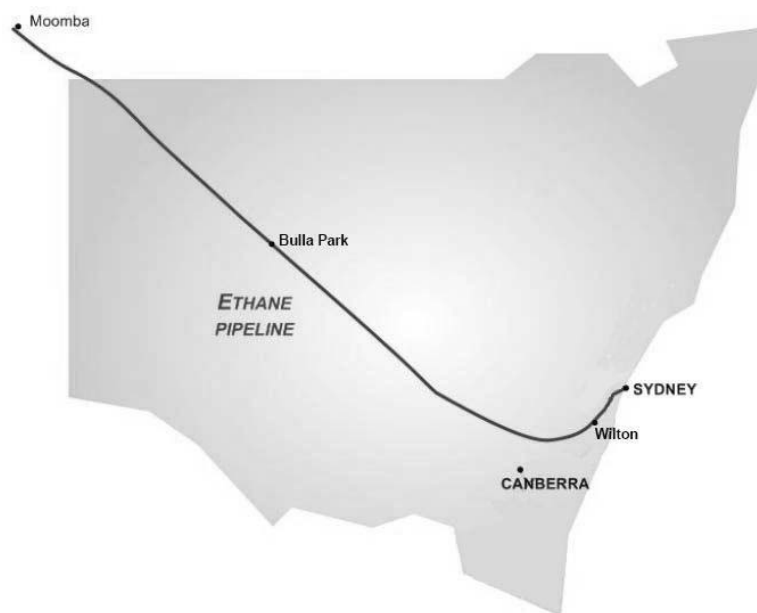 Moomba
Bulla Park
ETHANE
PIPELINE
SYDNEY
Wilton
CANBERRA